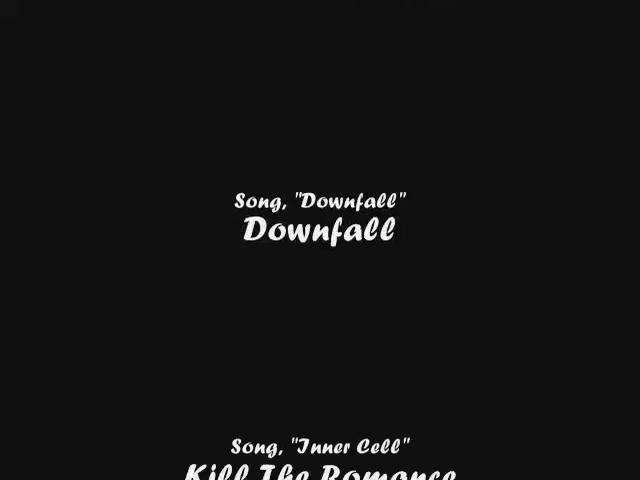 Song, "Downfall"
Downfall
Song, "Inner Cell"
Kill The Romance